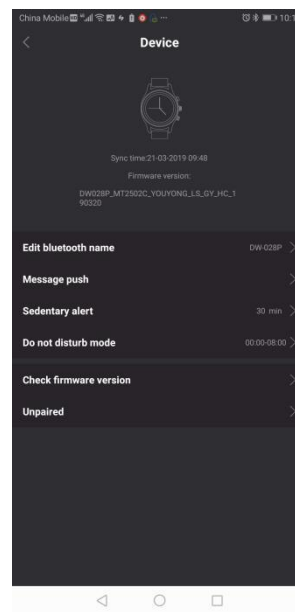 China Mobile 10:1
Device
Sync time:21-03-2019 09:48
Firmware version:
DW028P_MT2502C_YOUYONG_LS_GY_HC_1
90320
Edit bluetooth name DW-028P
Message push
Sedentary alert 30 min
Do not disturb mode 00:00-08:00
Check firmware version
Unpaired